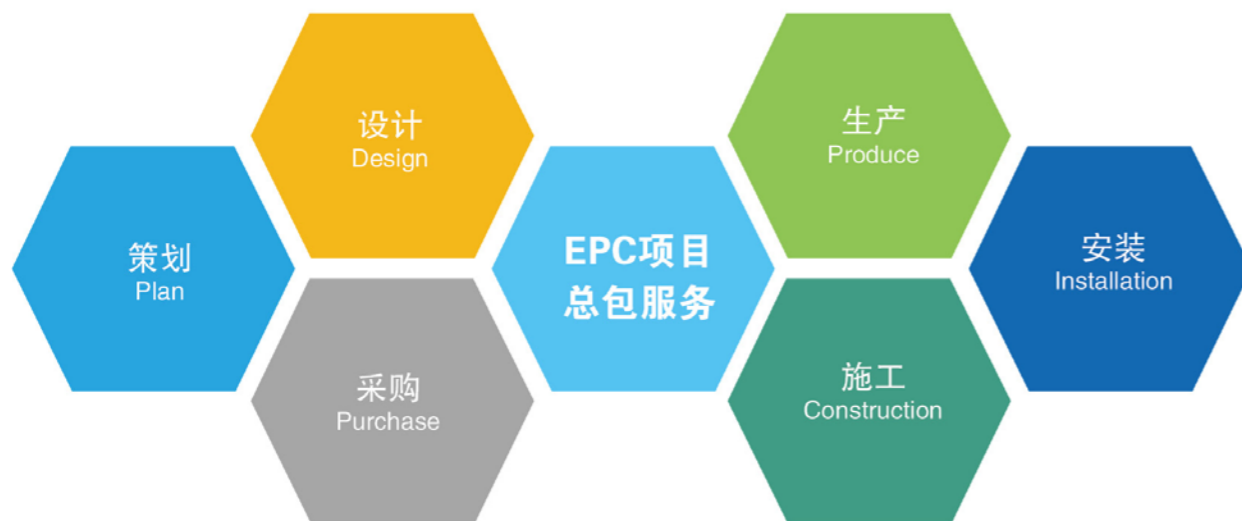 策划
Plan
设计
Design
采购
Purchase
EPC项目
总包服务
生产
Produce
施工
Construction
安装
Installation